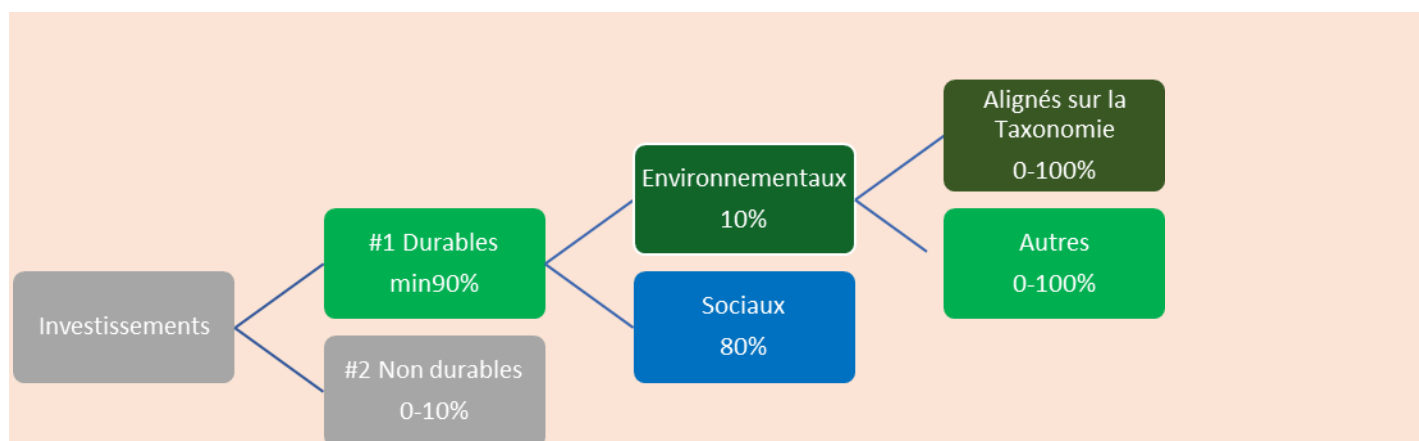 Investissements
#1 Durables
min90%
#2 Non durables
0-10%
Environnementaux
10%
Sociaux
80%
Alignés sur la
Taxonomie
0-100%
Autres
0-100%